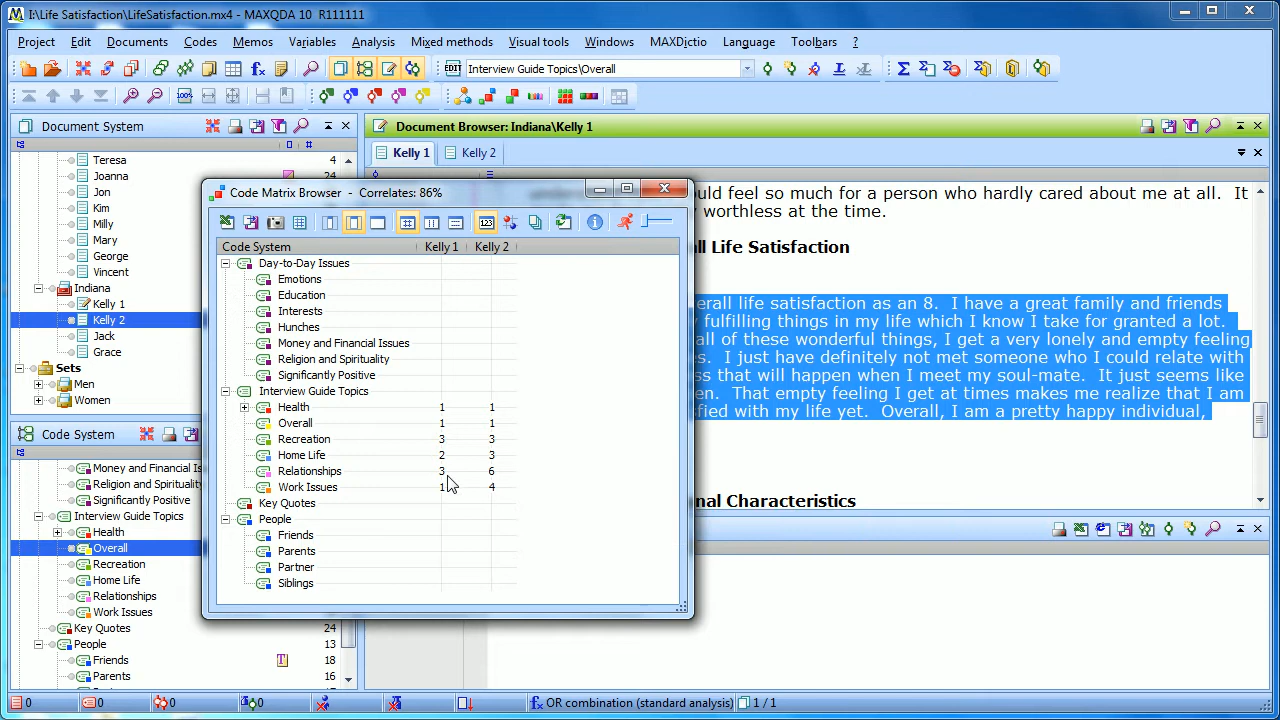 I:\Life Satisfaction\LifeSatisfaction.mx4 - MAXQDA 10 R111111
Project Edit Documents Codes Memos Variables Analysis Mixed methods Visual tools Windows MAXDictio Language Toolbars ?
EDIT Interview Guide Topics\Overall
100%
Document System
Teresa 4
Joanna
Jon
Kim
Milly
Mary
George
Vincent
Indiana
Kelly 1
Kelly 2
Jack
Grace
Sets
Men
Women
Code System
Money and Financial Is
Religion and Spirituality
Significantly Positive
Interview Guide Topics
Health
Overall
Recreation
Home Life
Relationships
Work Issues
Key Quotes 24
People 13
Friends 18
Parents 16
Document Browser: Indiana\Kelly 1
Kelly 1 Kelly 2
uld feel so much for a person who hardly cared about me at all. It
worthless at the time.
ll Life Satisfaction
erall life satisfaction as an 8. I have a great family and friends
fulfilling things in my life which I know I take for granted a lot.
all of these wonderful things, I get a very lonely and empty feeling
s. I just have definitely not met someone who I could relate with
ss that will happen when I meet my soul-mate. It just seems like
en. That empty feeling I get at times makes me realize that I am
sfied with my life yet. Overall, I am a pretty happy individual,
nal Characteristics
Code Matrix Browser - Correlates: 86%
123
Code System Kelly 1 Kelly 2
Day-to-Day Issues
Emotions
Education
Interests
Hunches
Money and Financial Issues
Religion and Spirituality
Significantly Positive
Interview Guide Topics
Health 1 1
Overall 1 1
Recreation 3 3
Home Life 2 3
Relationships 3 6
Work Issues 1 4
Key Quotes
People
Friends
Parents
Partner
Siblings
0 0 0 0 OR combination (standard analysis) 1 / 1